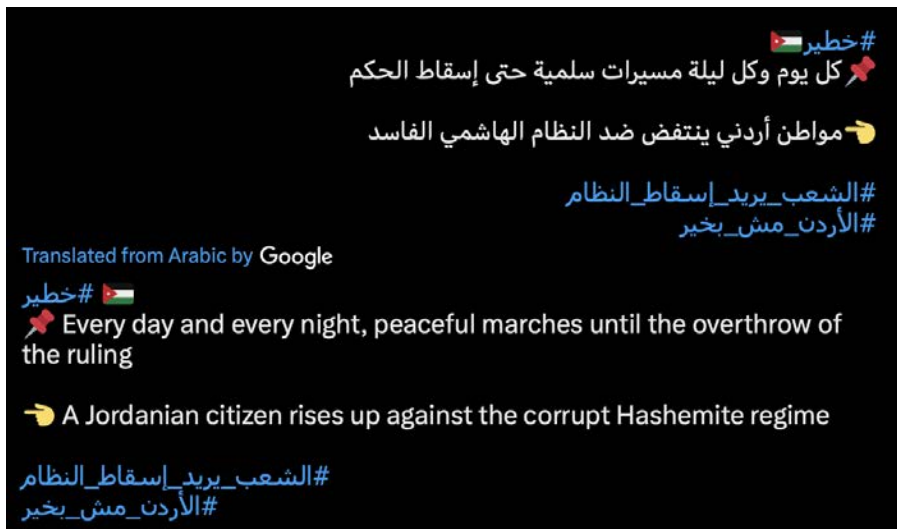 #خطير🇯🇴
📌كل يوم وكل ليلة مسيرات سلمية حتى إسقاط الحكم
👈مواطن أردني ينتفض ضد النظام الهاشمي الفاسد
#الشعب_يريد_إسقاط_النظام
#الأردن_مش_بخير
Translated from Arabic by Google
🇯🇴 #خطير
📌 Every day and every night, peaceful marches until the overthrow of
the ruling
👈 A Jordanian citizen rises up against the corrupt Hashemite regime
#الشعب_يريد_إسقاط_النظام
#الأردن_مش_بخير